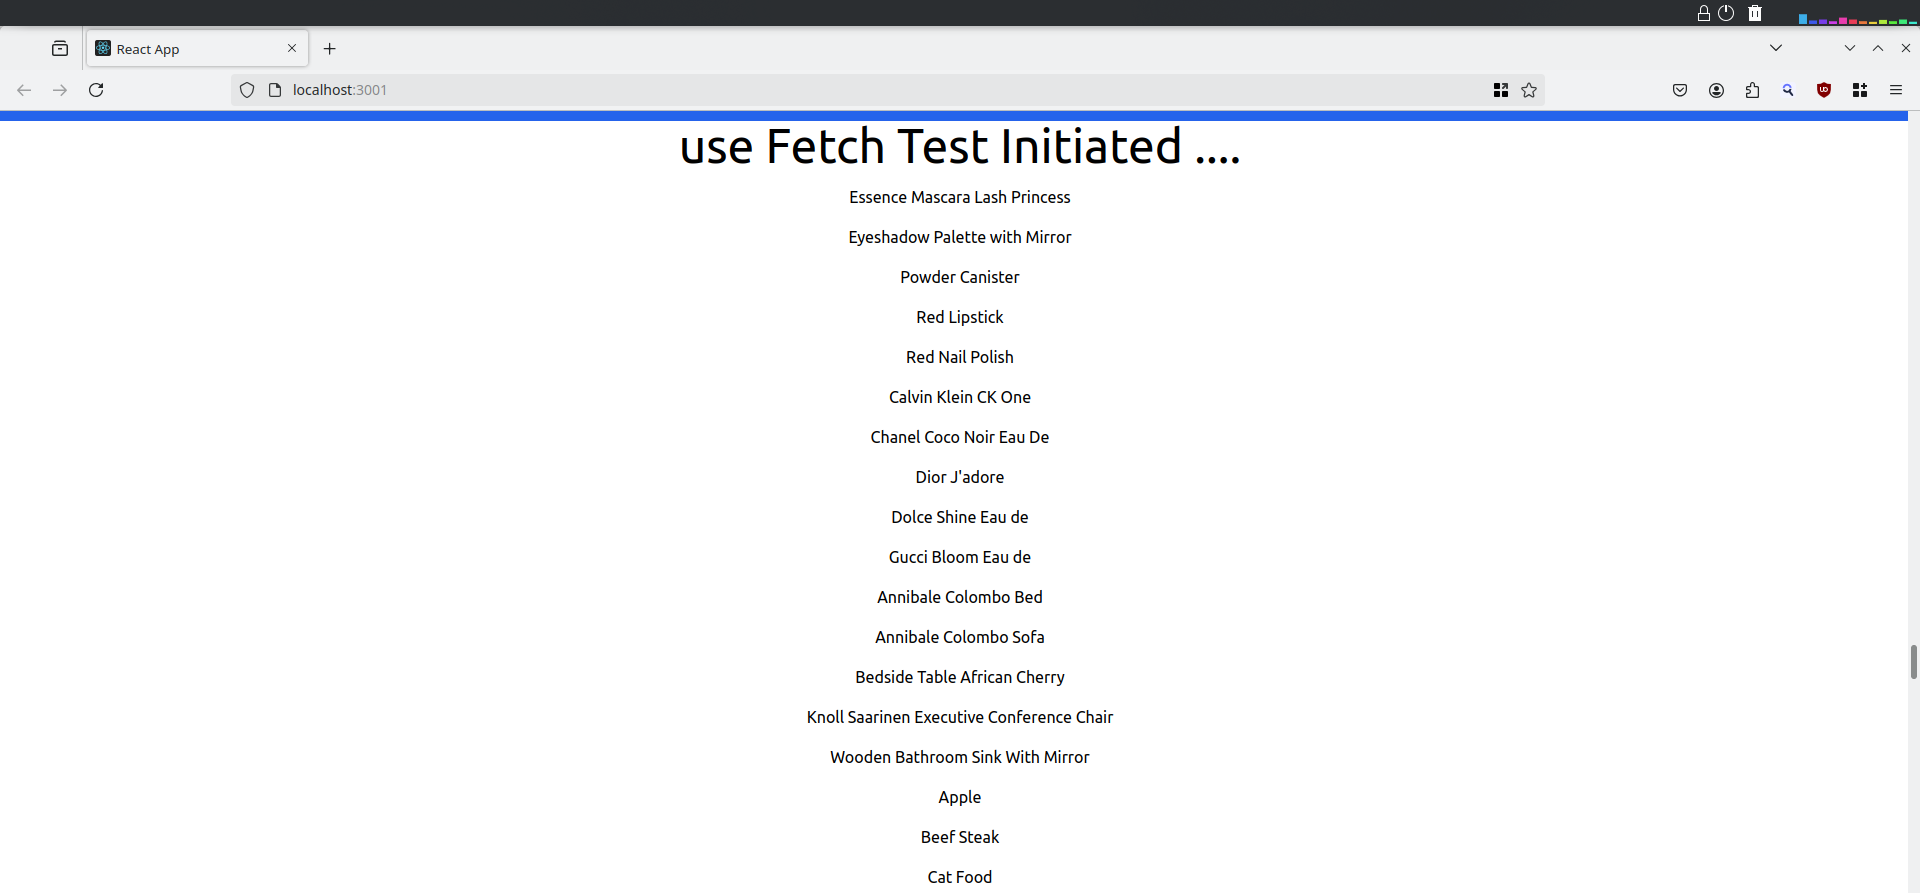 React App
localhost:3001
use Fetch Test Initiated ....
Essence Mascara Lash Princess
Eyeshadow Palette with Mirror
Powder Canister
Red Lipstick
Red Nail Polish
Calvin Klein CK One
Chanel Coco Noir Eau De
Dior J'adore
Dolce Shine Eau de
Gucci Bloom Eau de
Annibale Colombo Bed
Annibale Colombo Sofa
Bedside Table African Cherry
Knoll Saarinen Executive Conference Chair
Wooden Bathroom Sink With Mirror
Apple
Beef Steak
Cat Food